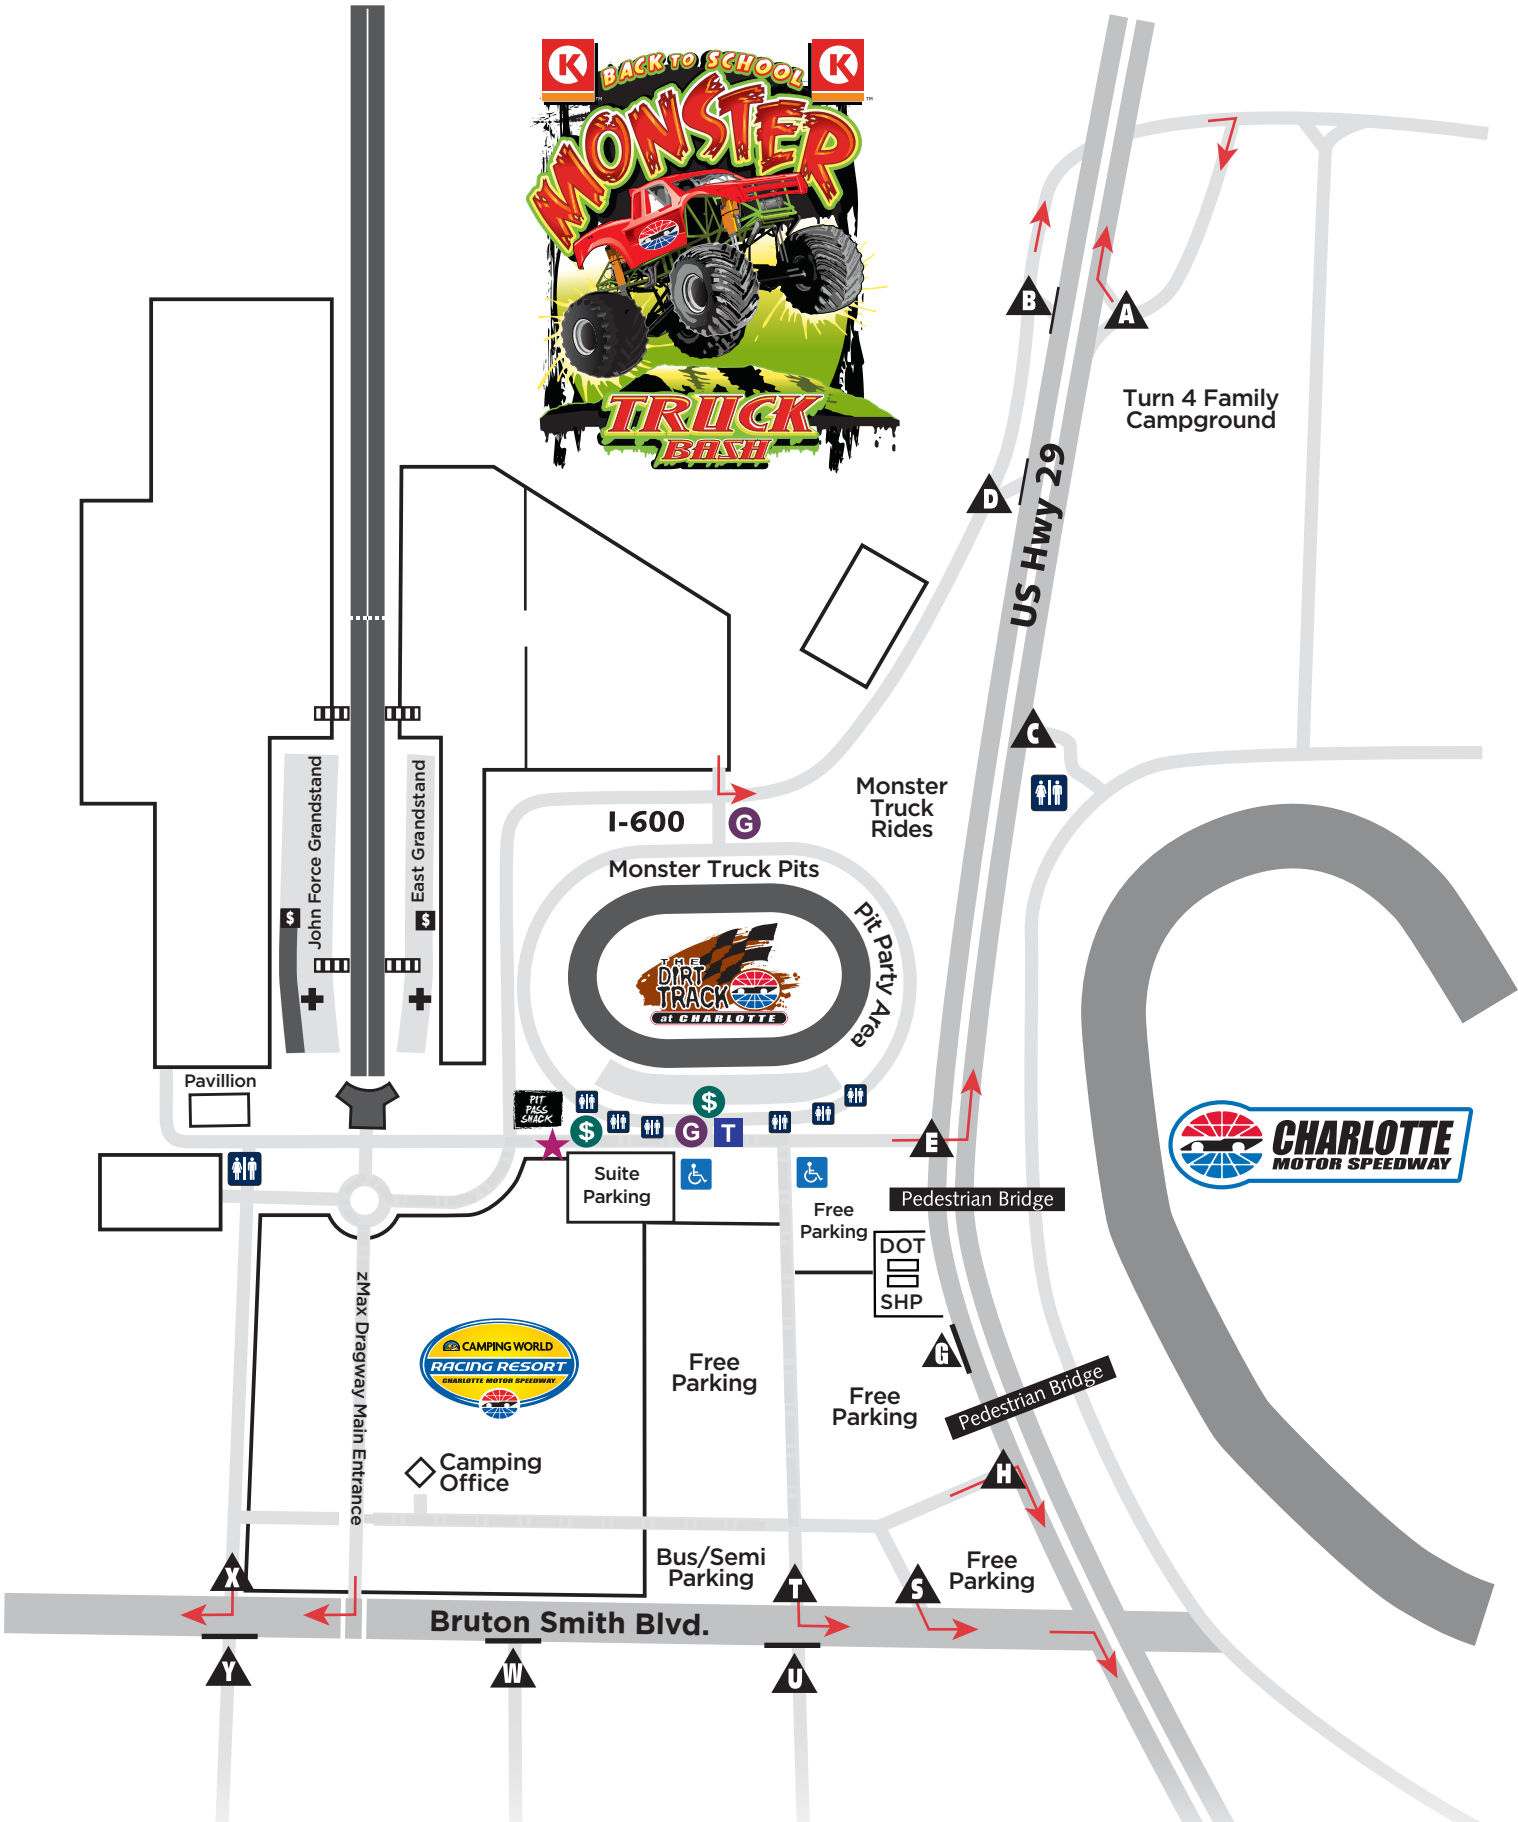 K
K
BACK TO SCHOOL
MONSTER
TRUCK
BASH
B
A
Turn 4 Family
Campground
D
US Hwy 29
C
John Force Grandstand
East Grandstand
$
$
I-600
G
Monster
Truck
Rides
Monster Truck Pits
Pit Party Area
THE
DIRT
TRACK
at CHARLOTTE
Pavillion
PIT
PASS
SHACK
$
$
G
T
E
CHARLOTTE
MOTOR SPEEDWAY
Suite
Parking
Pedestrian Bridge
Free
Parking
DOT
SHP
zMax Dragway Main Entrance
CAMPING WORLD
RACING RESORT
CHARLOTTE MOTOR SPEEDWAY
G
Free
Parking
Free
Parking
Pedestrian Bridge
Camping
Office
H
Bus/Semi
Parking
Free
Parking
X
T
S
Bruton Smith Blvd.
Y
W
U